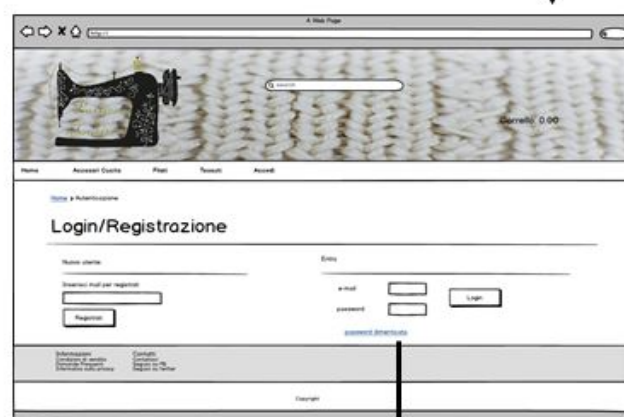 A Web Page
http://
search
Carrello 0.00
Home Accessori Cucito Filati Tessuti Accedi
Home > Autenticazione
Login/Registrazione
Nuovo utente
Inserisci mail per registrati
Registrati
Entry
e-mail
password
Login
password dimenticata
Informazioni
Condizioni di vendita
Domande Frequenti
Informativa sulla privacy
Contatti
Contattaci
Seguici su FB
Seguici su Twitter
Copyright